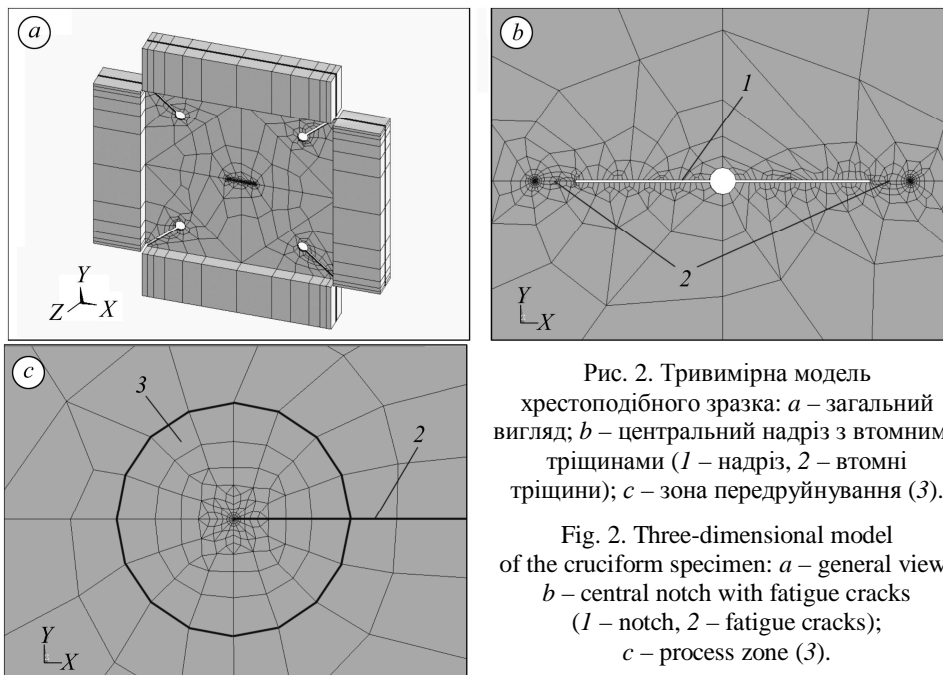 a
Y
Z
X
b
1
2
Y
X
c
3
2
Y
X
Рис. 2. Тривимірна модель
хрестоподібного зразка: a – загальний
вигляд; b – центральний надріз з втомним
тріщинами (1 – надріз, 2 – втомні
тріщини); c – зона передруйнування (3).
Fig. 2. Three-dimensional model
of the cruciform specimen: a – general view
b – central notch with fatigue cracks
(1 – notch, 2 – fatigue cracks);
c – process zone (3).